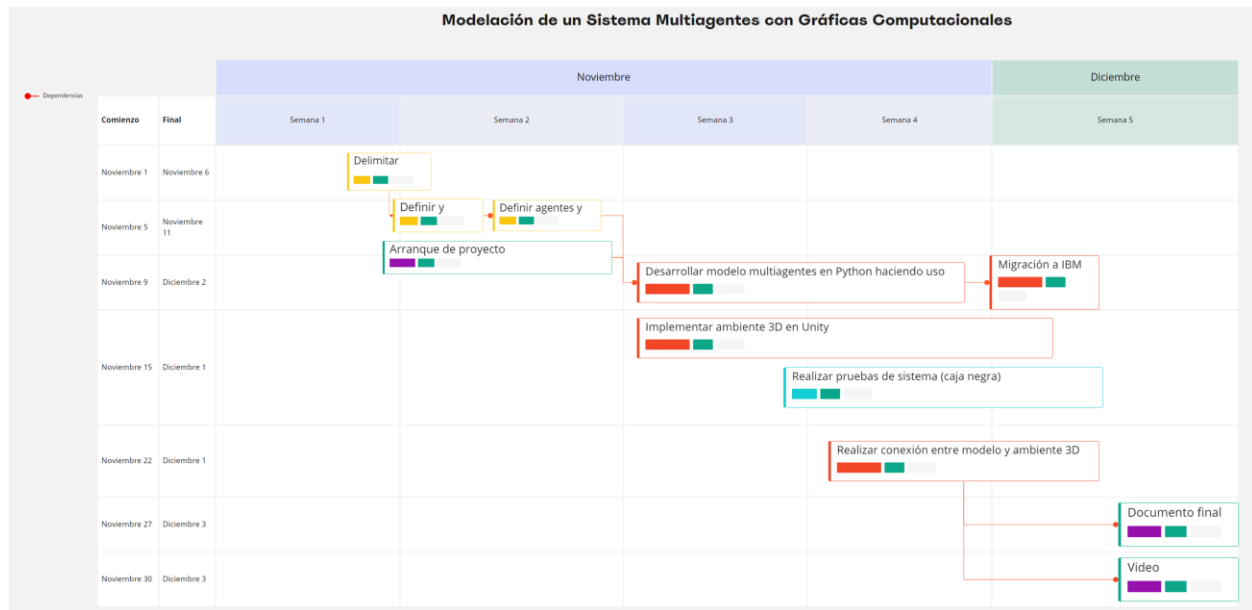 Modelación de un Sistema Multiagentes con Gráficas Computacionales
Noviembre
Diciembre
Dependencias
Comienzo
Final
Semana 1
Semana 2
Semana 3
Semana 4
Semana 5
Noviembre 1
Noviembre 6
Delimitar
Noviembre 5
Noviembre
11
Definir y
Definir agentes y
Arranque de proyecto
Noviembre 9
Diciembre 2
Desarrollar modelo multiagentes en Python haciendo uso
Migración a IBM
Noviembre 15
Diciembre 1
Implementar ambiente 3D en Unity
Realizar pruebas de sistema (caja negra)
Noviembre 22
Diciembre 1
Realizar conexión entre modelo y ambiente 3D
Noviembre 27
Diciembre 3
Documento final
Noviembre 30
Diciembre 3
Video